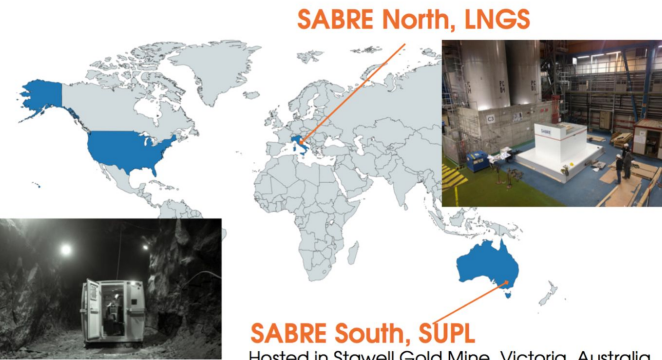 SABRE North, LNGS
SABRE South, SUPL
Hosted in Stawell Gold Mine, Victoria, Australia